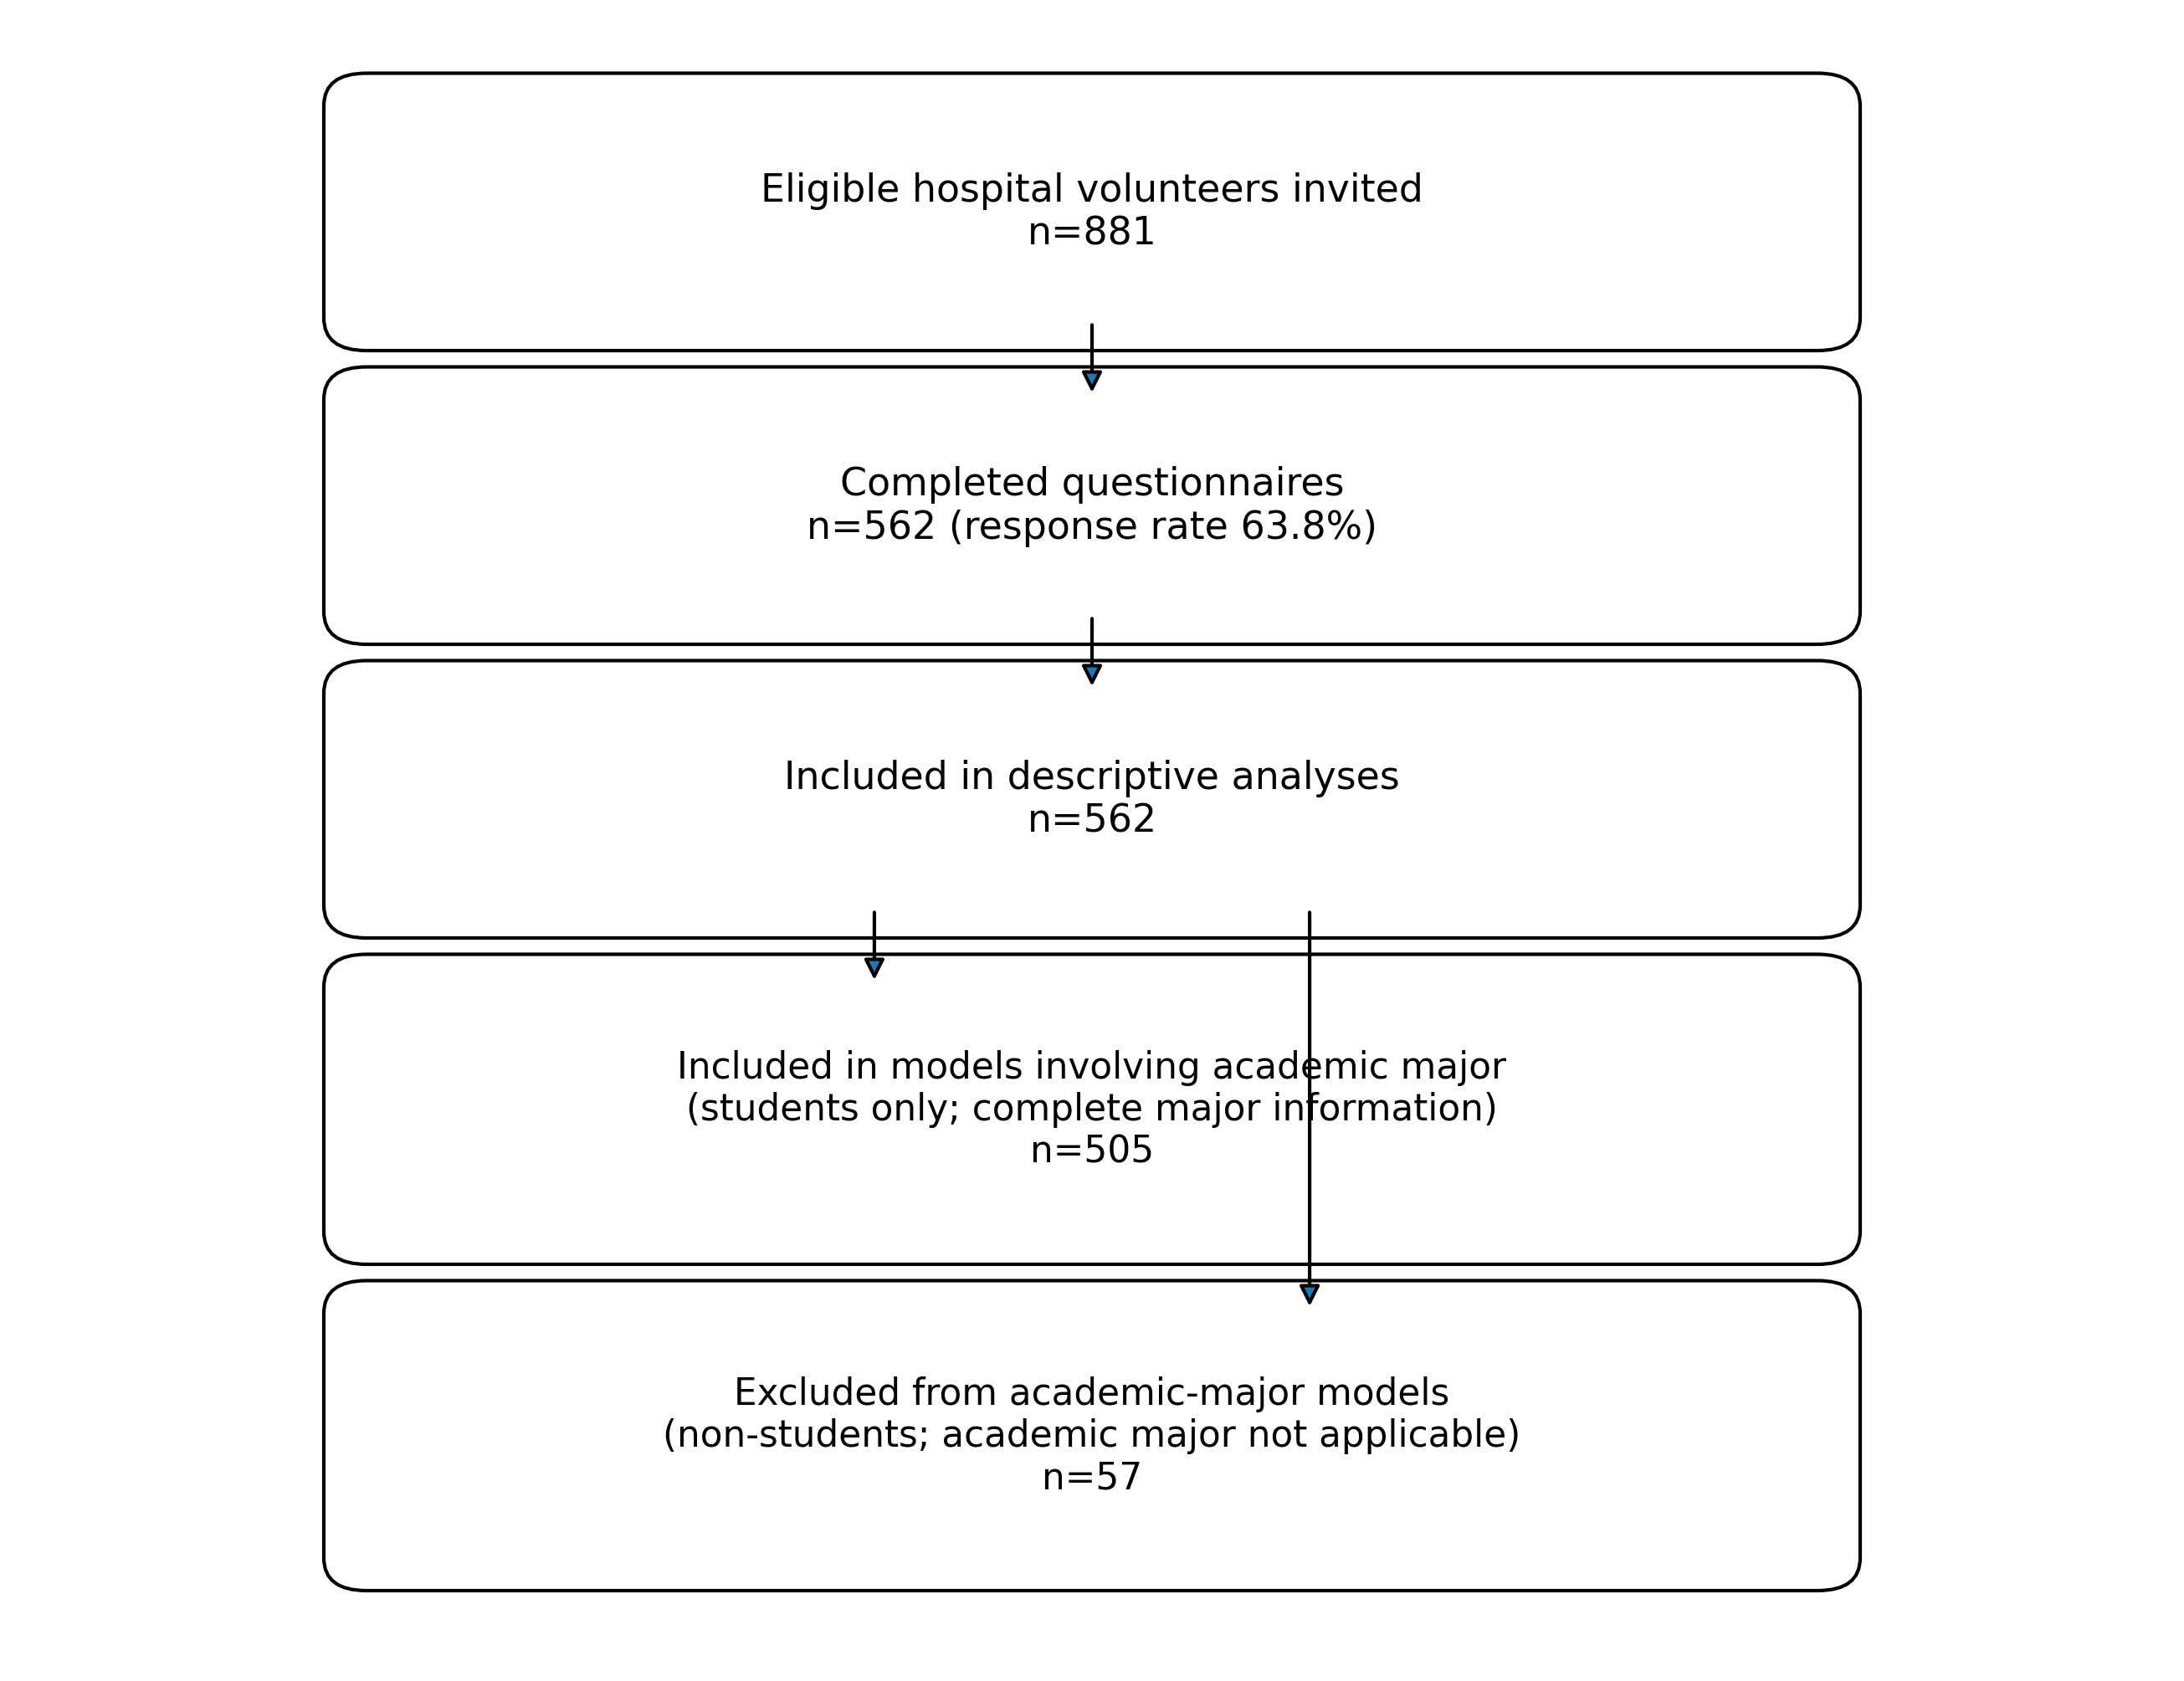 Eligible hospital volunteers invited
n=881
Completed questionnaires
n=562 (response rate 63.8%)
Included in descriptive analyses
n=562
Included in models involving academic major
(students only; complete major information)
n=505
Excluded from academic-major models
(non-students; academic major not applicable)
n=57